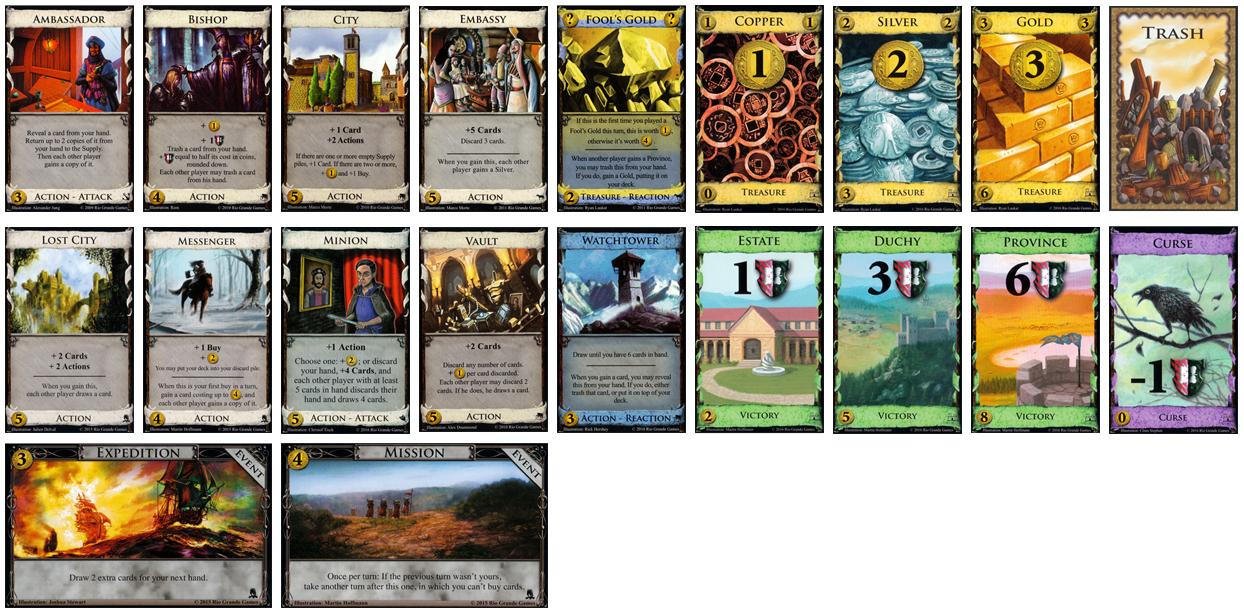 AMBASSADOR
Reveal a card from your hand.
Return up to 2 copies of it from
your hand to the Supply.
Then each other player
gains a copy of it.
3 ACTION - ATTACK
BISHOP
+ 1
+ 1
Trash a card from your hand.
+ equal to half its cost in coins,
rounded down.
Each other player may trash a card
from his hand.
4 ACTION
CITY
+1 Card
+2 Actions
If there are one or more empty Supply
piles, +1 Card. If there are two or more,
+ 1 and +1 Buy.
5 ACTION
EMBASSY
+5 Cards
Discard 3 cards.
When you gain this, each other
player gains a Silver.
5 ACTION
? FOOL'S GOLD ?
If this is the first time you played a
Fool's Gold this turn, this is worth 1,
otherwise it's worth 4.
When another player gains a Province,
you may trash this from your hand.
If you do, gain a Gold, putting it on
your deck.
2 TREASURE - REACTION
1 COPPER 1
1
0 TREASURE
2 SILVER 2
2
3 TREASURE
3 GOLD 3
3
6 TREASURE
TRASH
LOST CITY
+ 2 Cards
+ 2 Actions
When you gain this,
each other player draws a card.
5 ACTION
MESSENGER
+1 Buy
+ 2
You may put your deck into your discard pile.
When this is your first buy in a turn,
gain a card costing up to 4, and
each other player gains a copy of it.
4 ACTION
MINION
+1 Action
Choose one: + 2; or discard
your hand, +4 Cards, and
each other player with at least
5 cards in hand discards their
hand and draws 4 cards.
5 ACTION - ATTACK
VAULT
+2 Cards
Discard any number of cards.
+ 1 per card discarded.
Each other player may discard 2
cards. If he does, he draws a card.
5 ACTION
WATCHTOWER
Draw until you have 6 cards in hand.
When you gain a card, you may reveal
this from your hand. If you do, either
trash that card, or put it on top of your
deck.
3 ACTION - REACTION
ESTATE
1
2 VICTORY
DUCHY
3
5 VICTORY
PROVINCE
6
8 VICTORY
CURSE
-1
0 CURSE
3 EXPEDITION EVENT
Draw 2 extra cards for your next hand.
Illustration: Joshua Stewart © 2015 Rio Grande Games
4 MISSION EVENT
Once per turn: If the previous turn wasn't yours,
take another turn after this one, in which you can't buy cards.
Illustration: Martin Hoffmann © 2015 Rio Grande Games